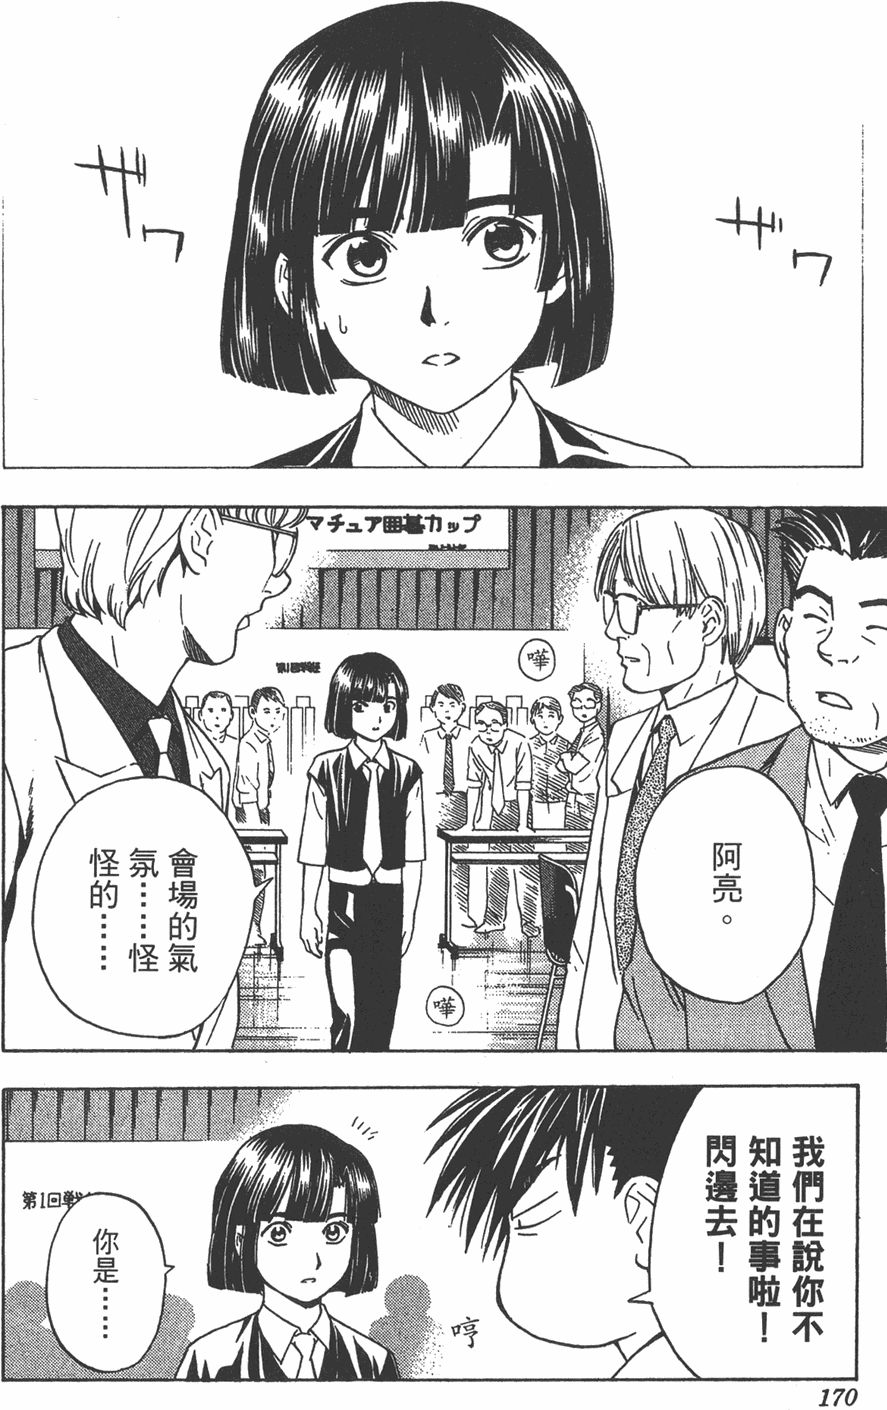 ザワ
ザワ
マチュア囲碁カップ
嘩
阿亮。
會場的氣
氛……怪
怪的……
嘩
我們在說你不
知道的事啦！
閃邊去！
第1回戦
你是……
哼
170